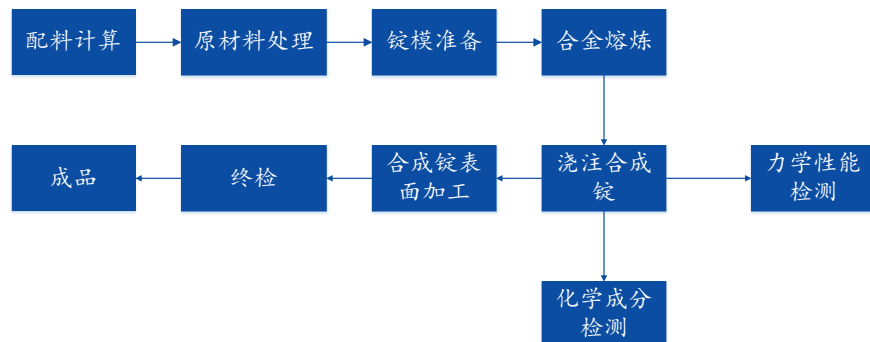 配料计算
原材料处理
锭模准备
合金熔炼
成品
终检
合成锭表
面加工
浇注合成
锭
力学性能
检测
化学成分
检测